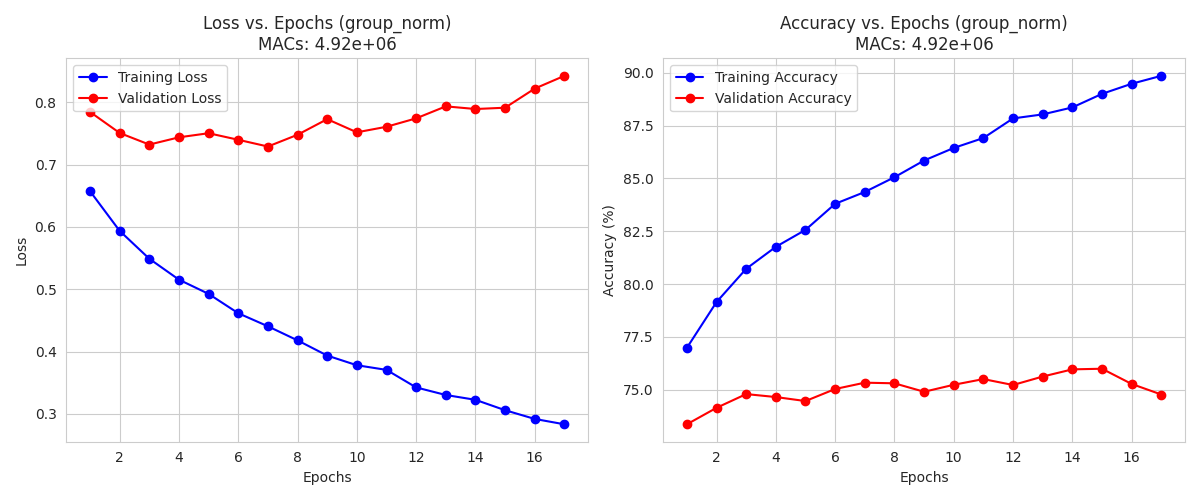 Loss vs. Epochs (group_norm)
MACs: 4.92e+06
Training Loss
Validation Loss
Loss
0.8
0.7
0.6
0.5
0.4
0.3
2 4 6 8 10 12 14 16
Epochs
Accuracy vs. Epochs (group_norm)
MACs: 4.92e+06
Training Accuracy
Validation Accuracy
Accuracy (%)
90.0
87.5
85.0
82.5
80.0
77.5
75.0
2 4 6 8 10 12 14 16
Epochs